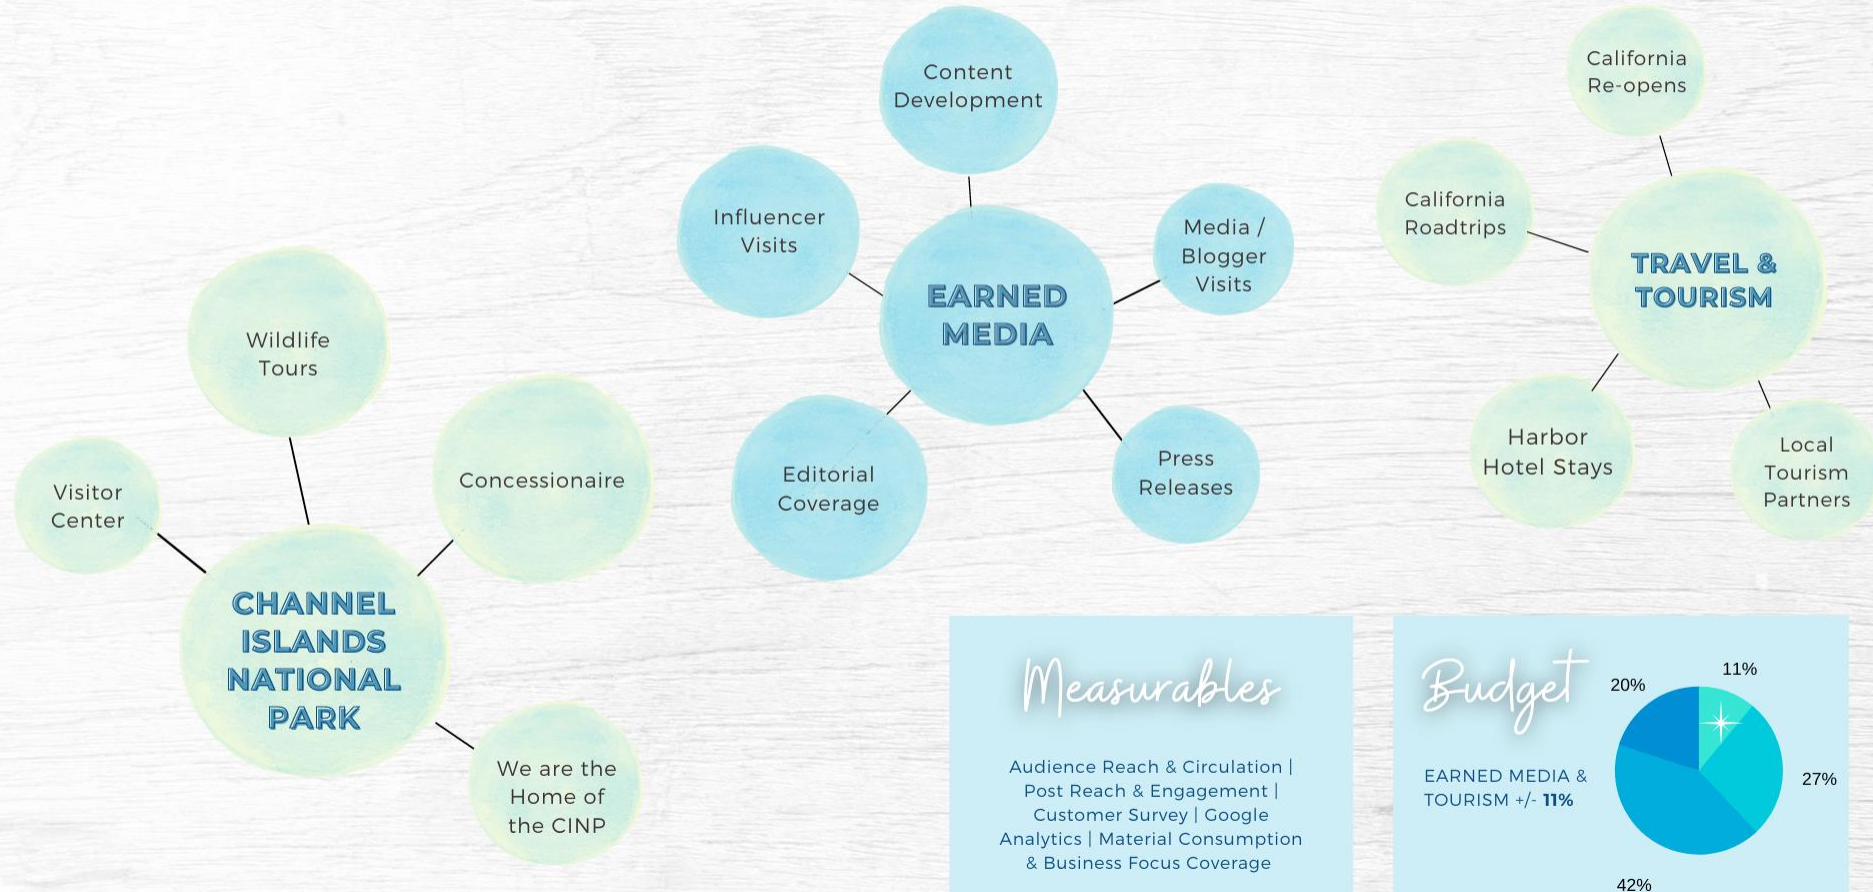 Visitor
Center
Wildlife
Tours
Concessionaire
CHANNEL
ISLANDS
NATIONAL
PARK
We are the
Home of
the CINP
Content
Development
Influencer
Visits
Media /
Blogger
Visits
EARNED
MEDIA
Editorial
Coverage
Press
Releases
California
Re-opens
California
Roadtrips
TRAVEL &
TOURISM
Harbor
Hotel Stays
Local
Tourism
Partners
Measurables
Audience Reach & Circulation |
Post Reach & Engagement |
Customer Survey | Google
Analytics | Material Consumption
& Business Focus Coverage
Budget
EARNED MEDIA &
TOURISM +/- 11%
20%
11%
27%
42%